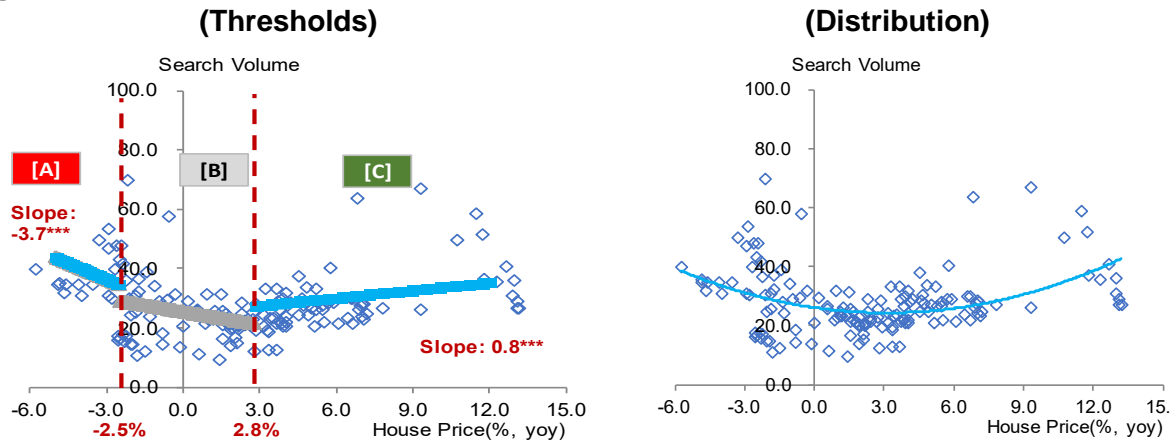 (Thresholds)
Search Volume
100.0
80.0
60.0
40.0
20.0
0.0
[A]
[B]
[C]
Slope:
-3.7***
Slope: 0.8***
-6.0 -3.0 0.0 3.0 6.0 9.0 12.0 15.0
-2.5% 2.8% House Price(%, yoy)
(Distribution)
Search Volume
100.0
80.0
60.0
40.0
20.0
0.0
-6.0 -3.0 0.0 3.0 6.0 9.0 12.0 15.
House Price(%, yoy)